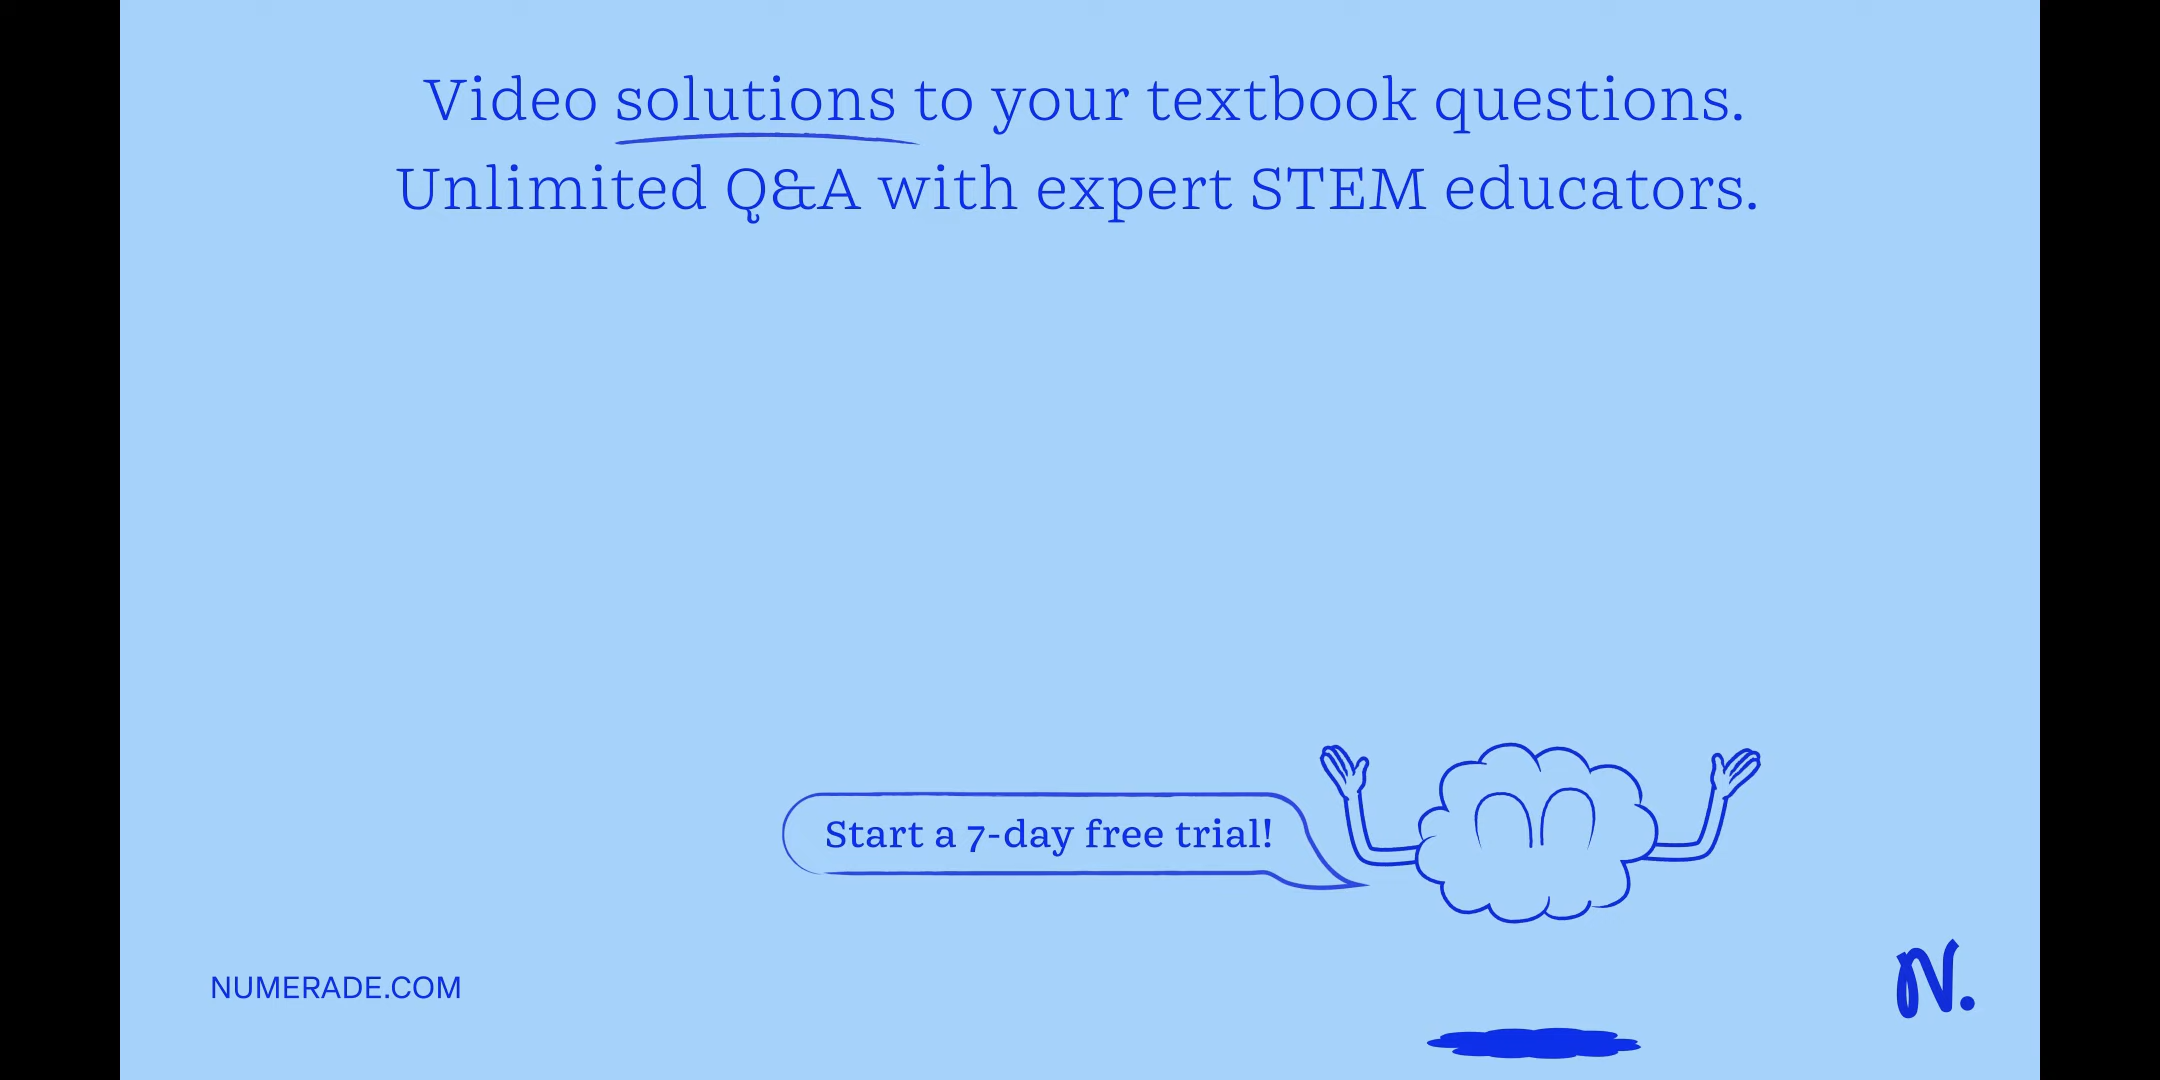 Video solutions to your textbook questions.
Unlimited Q&A with expert STEM educators.
Start a 7-day free trial!
NUMERADE.COM
N.